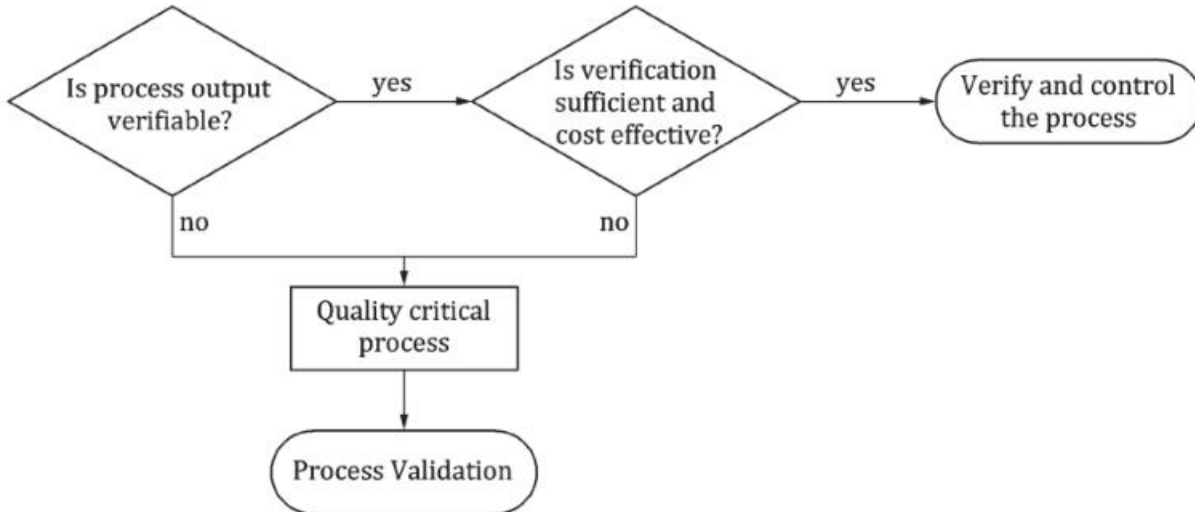 Is process output
verifiable?
yes
Is verification
sufficient and
cost effective?
yes
Verify and control
the process
no
no
Quality critical
process
Process Validation